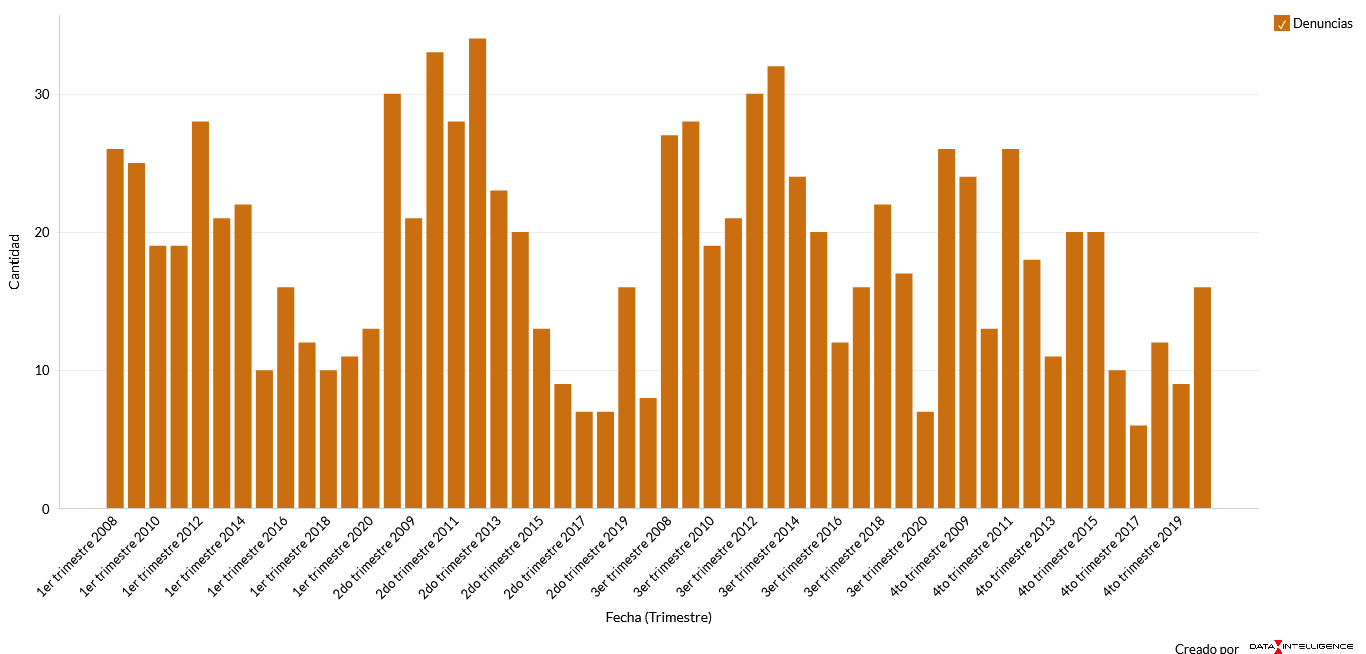 ✓ Denuncias
30
20
10
0
Cantidad
1er trimestre 2008
1er trimestre 2010
1er trimestre 2012
1er trimestre 2014
1er trimestre 2016
1er trimestre 2018
1er trimestre 2020
2do trimestre 2009
2do trimestre 2011
2do trimestre 2013
2do trimestre 2015
2do trimestre 2017
2do trimestre 2019
3er trimestre 2008
3er trimestre 2010
3er trimestre 2012
3er trimestre 2014
3er trimestre 2016
3er trimestre 2018
3er trimestre 2020
4to trimestre 2009
4to trimestre 2011
4to trimestre 2013
4to trimestre 2015
4to trimestre 2017
4to trimestre 2019
Fecha (Trimestre)
Creado por DATA INTELLIGENCE